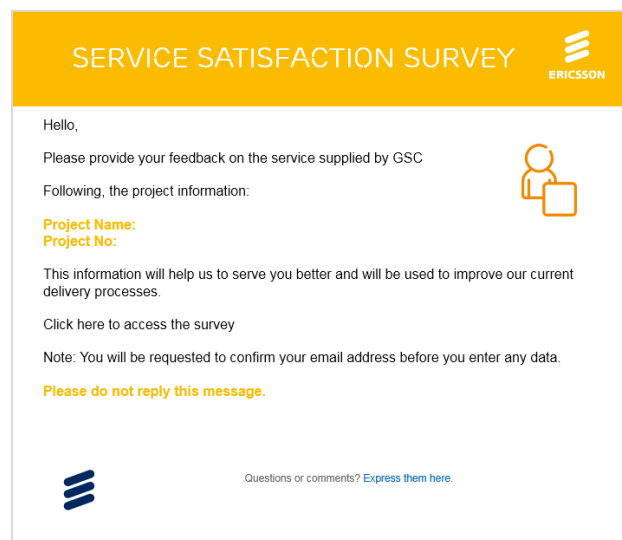 SERVICE SATISFACTION SURVEY
ERICSSON
Hello,
Please provide your feedback on the service supplied by GSC
Following, the project information:
Project Name:
Project No:
This information will help us to serve you better and will be used to improve our current
delivery processes.
Click here to access the survey
Note: You will be requested to confirm your email address before you enter any data.
Please do not reply this message.
Questions or comments? Express them here.